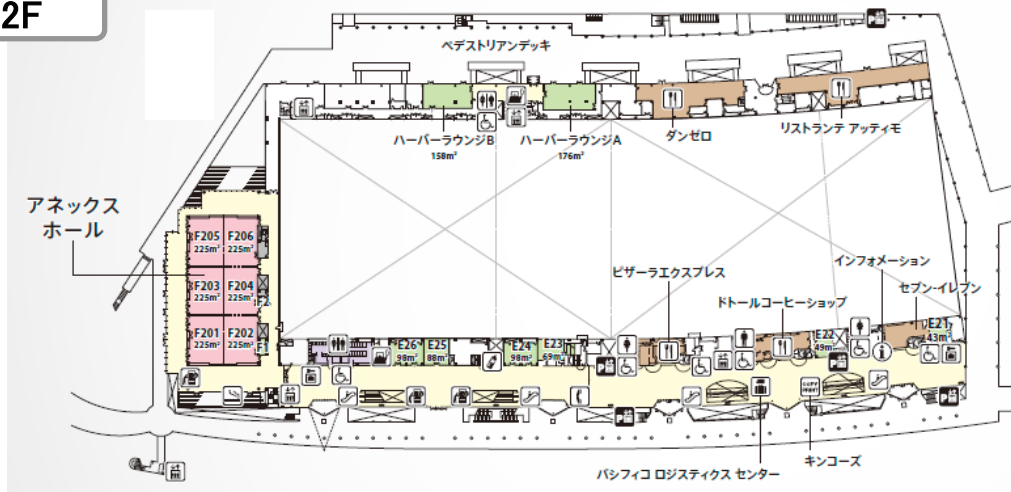 2F
ペデストリアンデッキ
ハーバーラウンジB
158m²
ハーバーラウンジA
176m²
ダンゼロ
リストランテ アッティモ
アネックス
ホール
F205
225m²
F206
225m²
F203
225m²
F204
225m²
F2
F201
225m²
F202
225m²
F1
ピザーラエクスプレス
インフォメーション
ドトールコーヒーショップ
セブン-イレブン
E26
98m²
E25
88m²
E24
98m²
E23
69m²
E22
49m²
E21
43m²
COPY
PRINT
パシフィコ ロジスティクス センター
キンコーズ